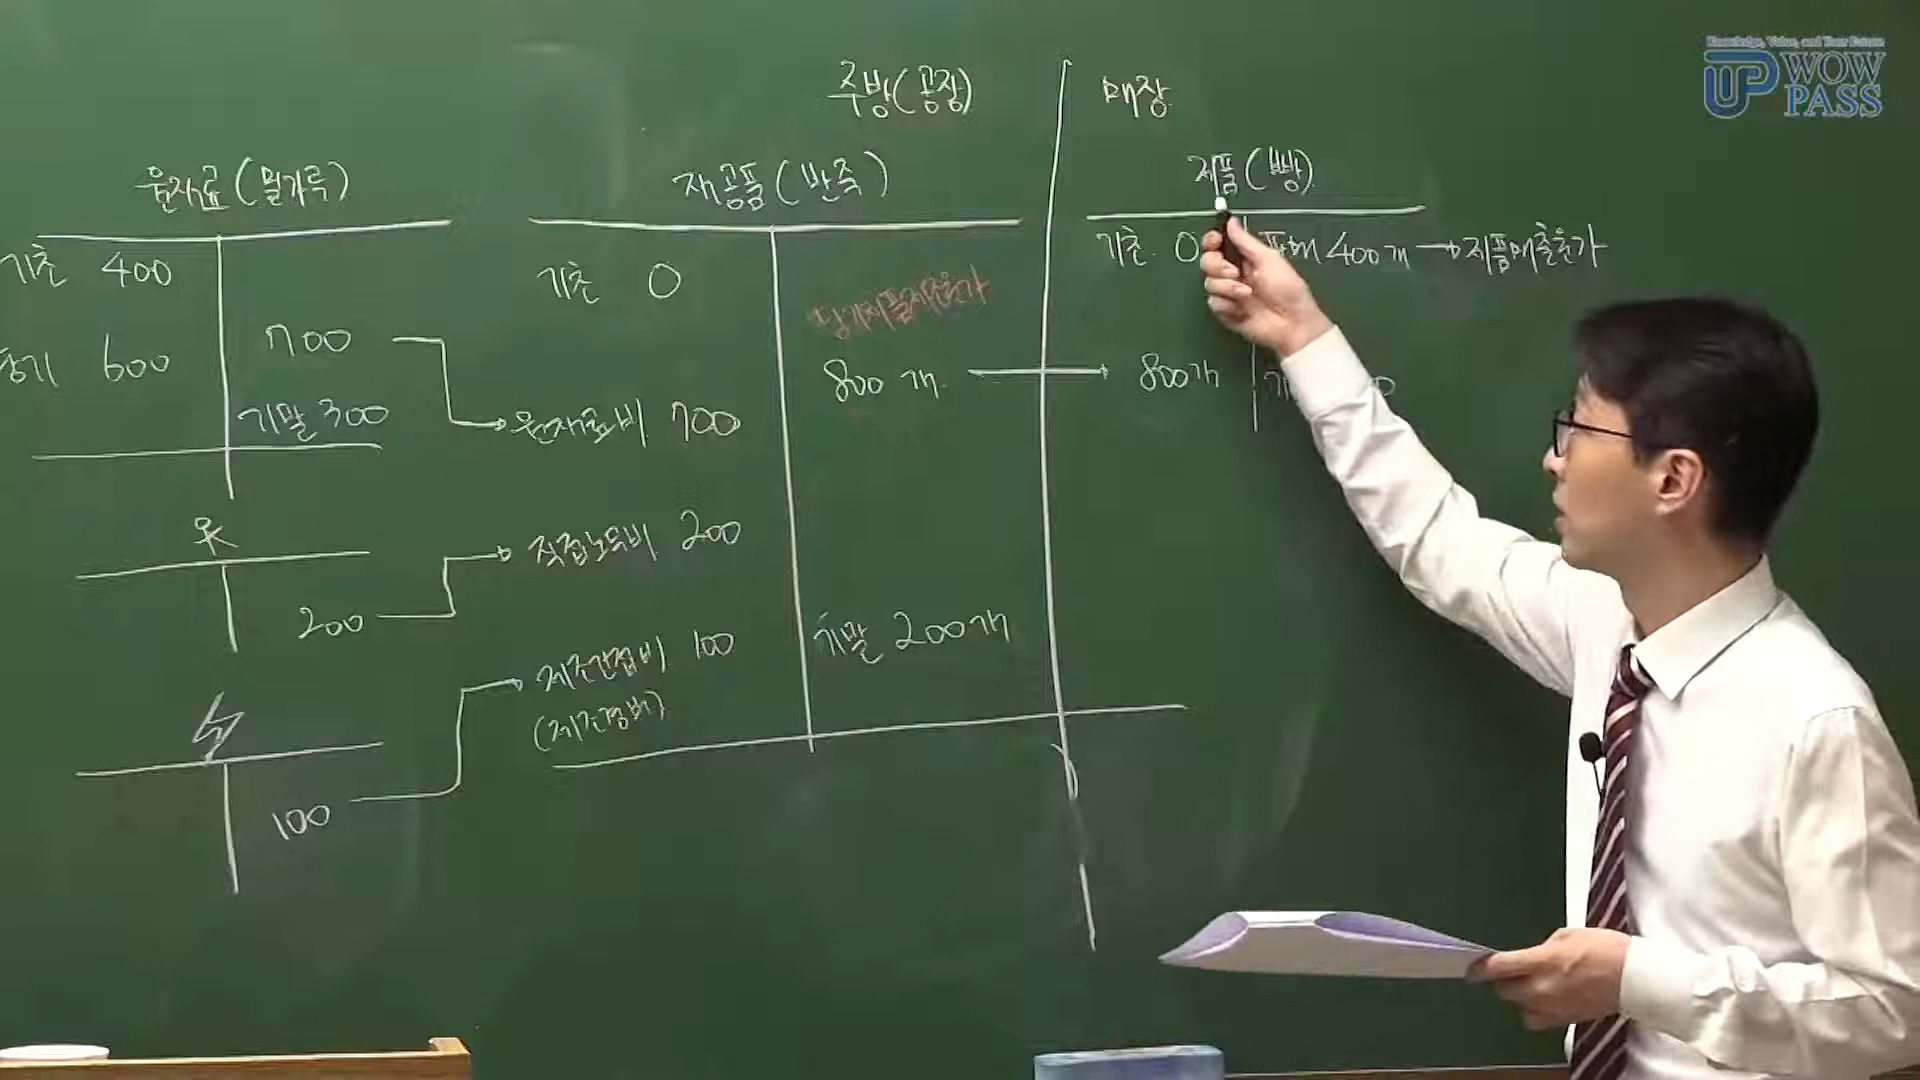 Knowledge, Value, and Your Future
UP WOW PASS
주방(공장)
매장
원재료(밀가루)
기초 400
당기 600
700
기말 300
옷
200
100
재공품(반죽)
기초 0
원재료비 700
직접노무비 200
제조간접비 100
(제조경비)
당기제품제조원가
800개
기말 200개
제품(빵)
기초 0
판매 400개 → 제품매출원가
800개